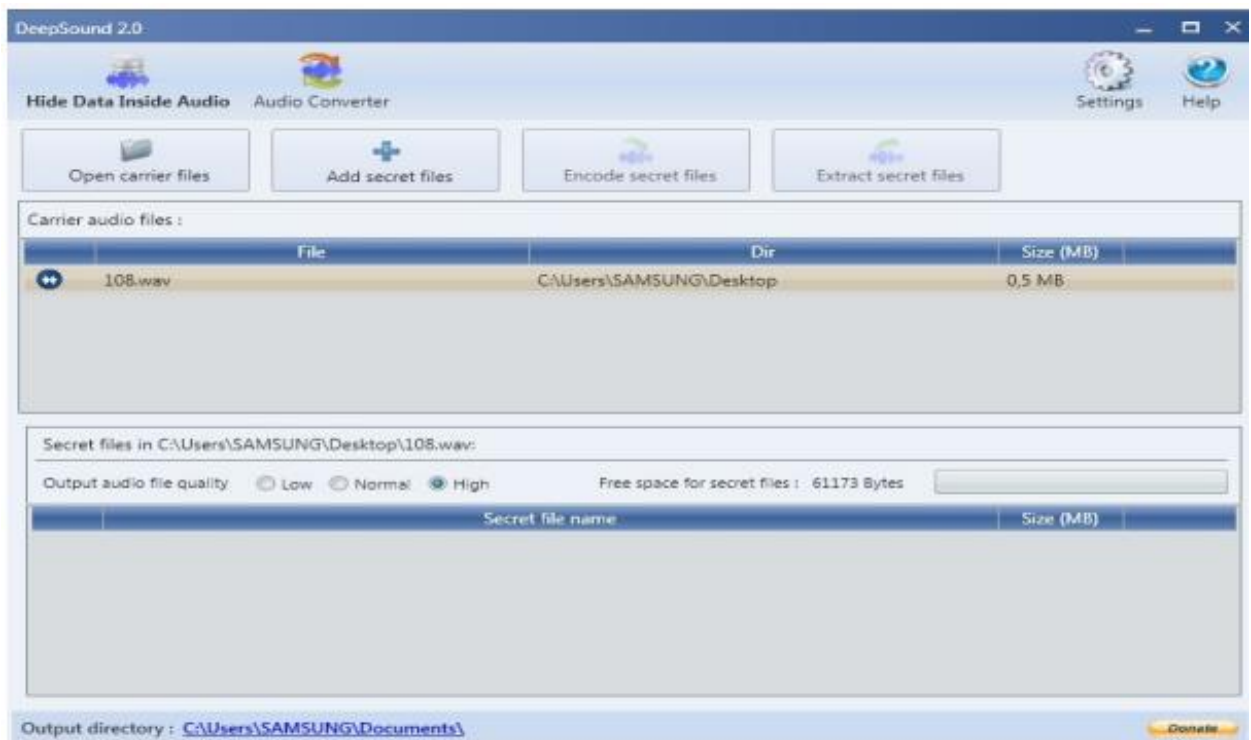 DeepSound 2.0
Hide Data Inside Audio Audio Converter Settings Help
Open carrier files Add secret files Encode secret files Extract secret files
Carrier audio files :
File Dir Size (MB)
108.wav C:\Users\SAMSUNG\Desktop 0,5 MB
Secret files in C:\Users\SAMSUNG\Desktop\108.wav:
Output audio file quality Low Normal High Free space for secret files : 61173 Bytes
Secret file name Size (MB)
Output directory : C:\Users\SAMSUNG\Documents\ Donate